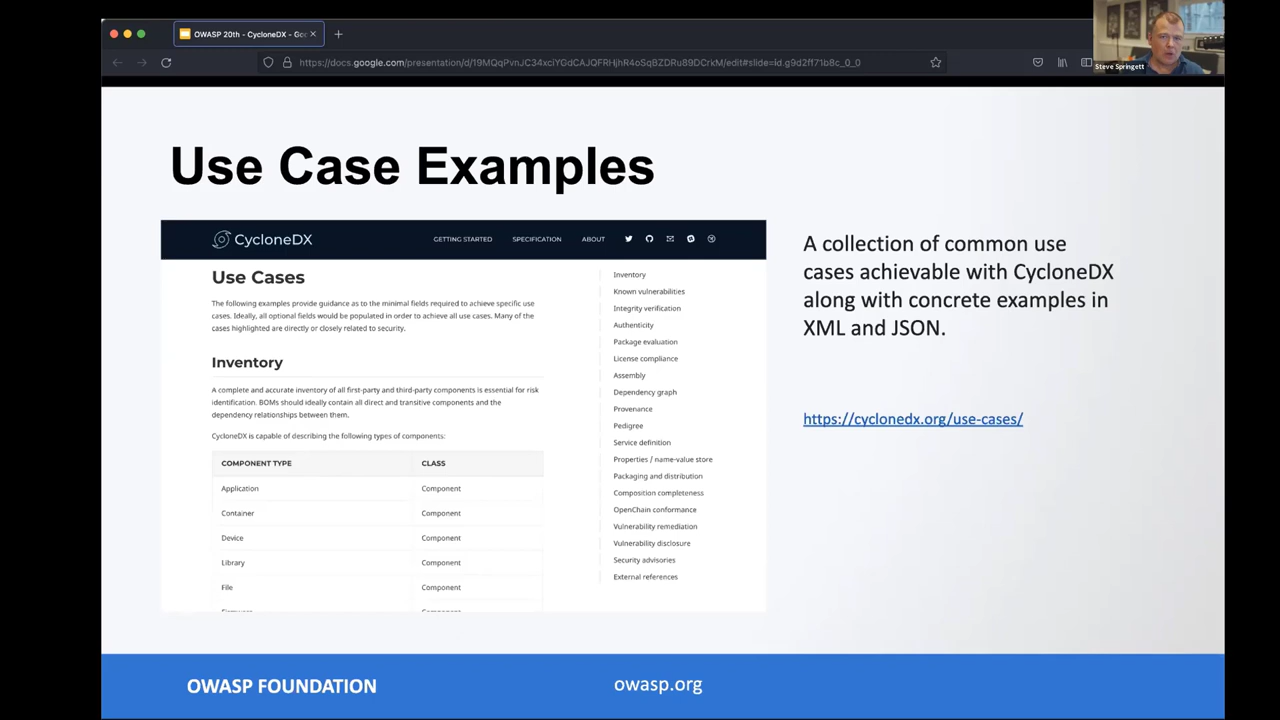 OWASP 20th - CycloneDX - Goo
https://docs.google.com/presentation/d/19MQqPvnJC34xciYGdCAJQFRHjhR4oSqBZDRu89DCrkM/edit#slide=id.g9d2ff71b8c_0_0
Steve Springett
Use Case Examples
CycloneDX
GETTING STARTED
SPECIFICATION
ABOUT
Use Cases
The following examples provide guidance as to the minimal fields required to achieve specific use
cases. Ideally, all optional fields would be populated in order to achieve all use cases. Many of the
cases highlighted are directly or closely related to security.
Inventory
A complete and accurate inventory of all first-party and third-party components is essential for risk
identification. BOMs should ideally contain all direct and transitive components and the
dependency relationships between them.
CycloneDX is capable of describing the following types of components:
COMPONENT TYPE CLASS
Application Component
Container Component
Device Component
Library Component
File Component
Inventory
Known vulnerabilities
Integrity verification
Authenticity
Package evaluation
License compliance
Assembly
Dependency graph
Provenance
Pedigree
Service definition
Properties / name-value store
Packaging and distribution
Composition completeness
OpenChain conformance
Vulnerability remediation
Vulnerability disclosure
Security advisories
External references
A collection of common use
cases achievable with CycloneDX
along with concrete examples in
XML and JSON.
https://cyclonedx.org/use-cases/
OWASP FOUNDATION
owasp.org